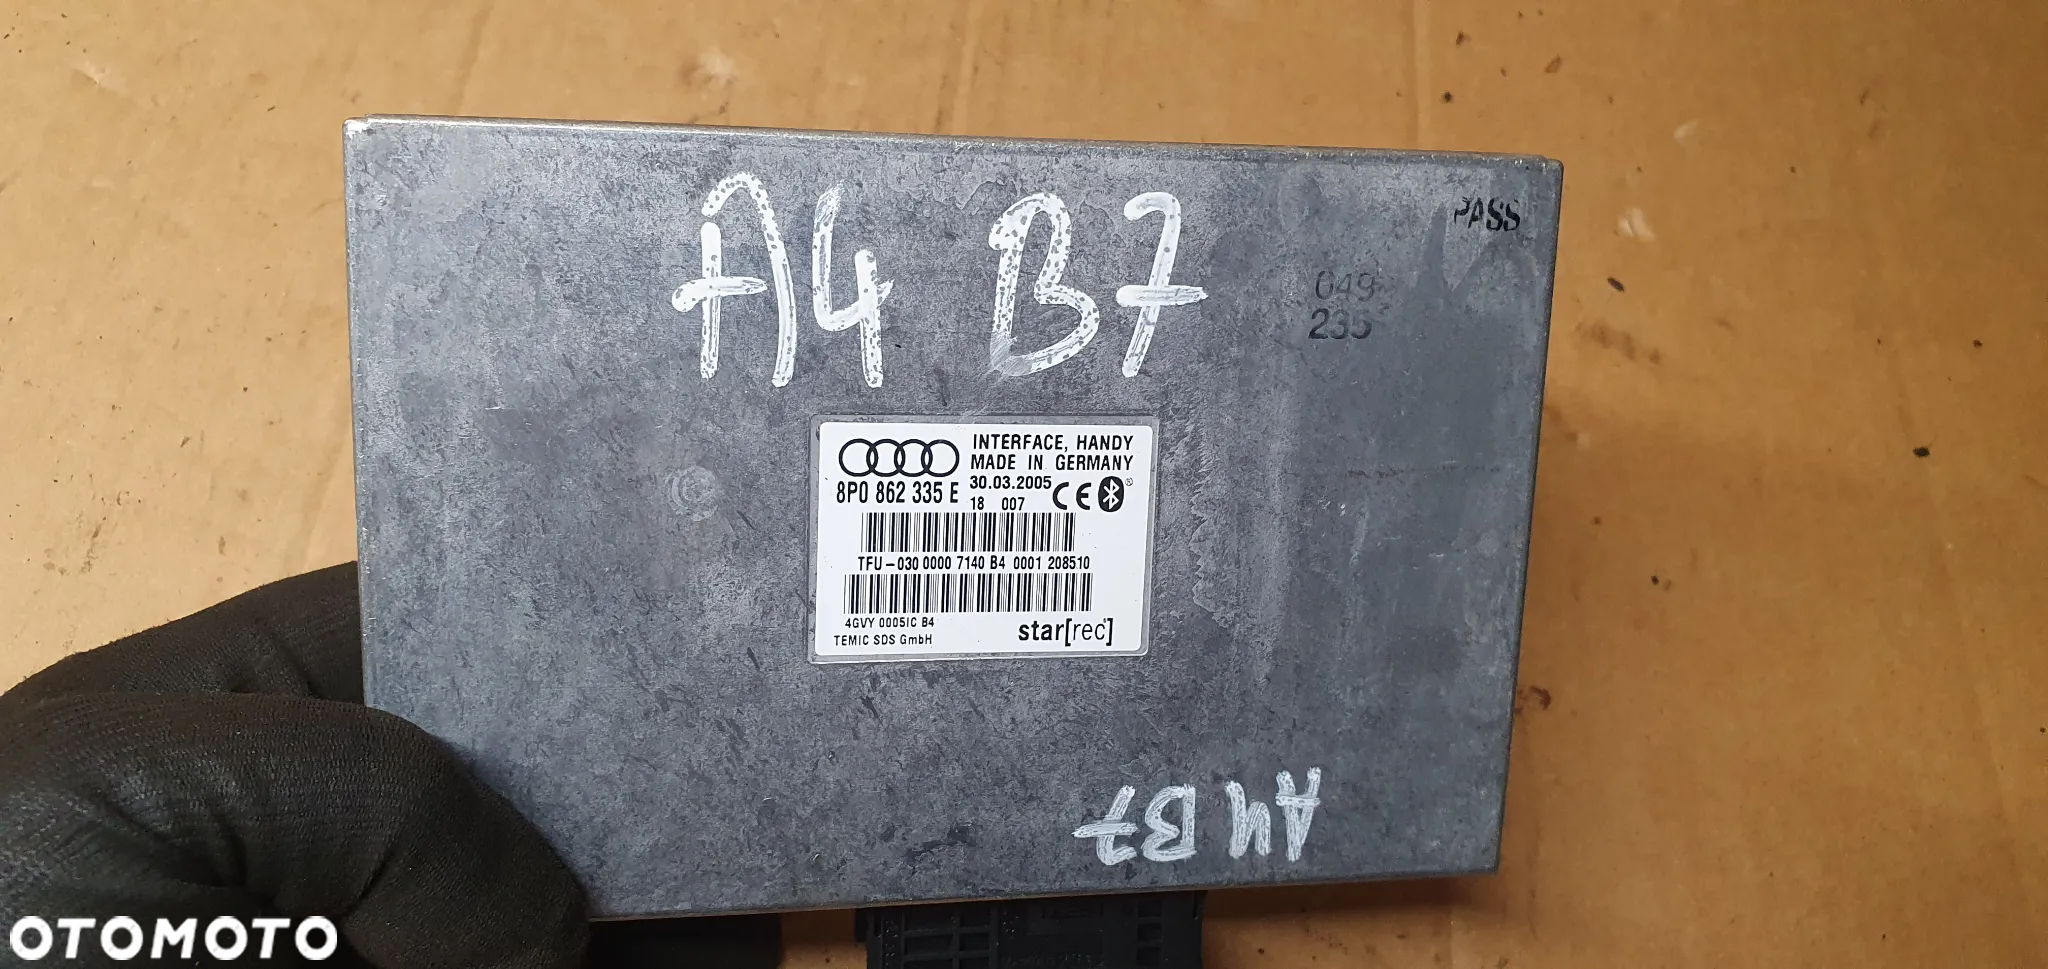 A4 B7
PASS
049
235
INTERFACE, HANDY
MADE IN GERMANY
8P0 862 335 E
30.03.2005
18 007
CE
TFU-030 0000 7140 B4 0001 208510
4GVY 0005IC B4
TEMIC SDS GmbH
star[rec]
A4 B7
OTOMOTO